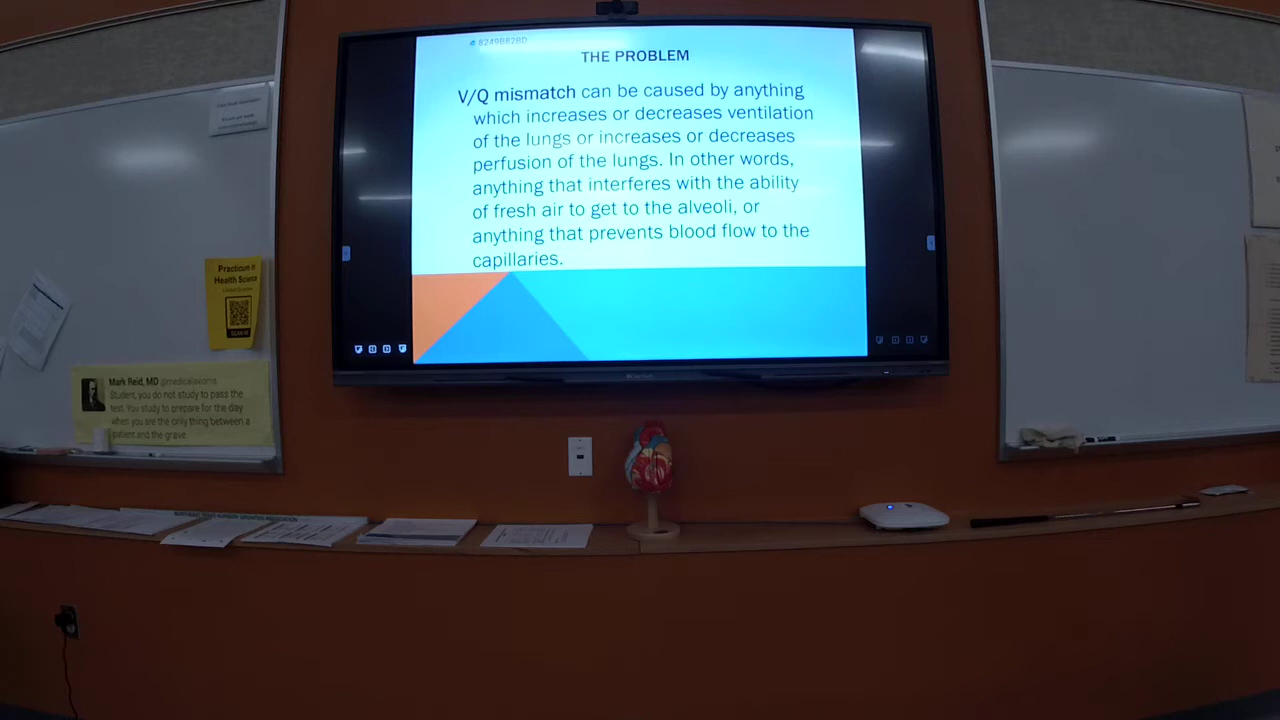 8249BB2BD
THE PROBLEM
V/Q mismatch can be caused by anything
which increases or decreases ventilation
of the lungs or increases or decreases
perfusion of the lungs. In other words,
anything that interferes with the ability
of fresh air to get to the alveoli, or
anything that prevents blood flow to the
capillaries.
Practicum in
Health Science
SCAN ME
Mark Reid, MD @medicalaxioms
Student, you do not study to pass the
test. You study to prepare for the day
when you are the only thing between a
patient and the grave.